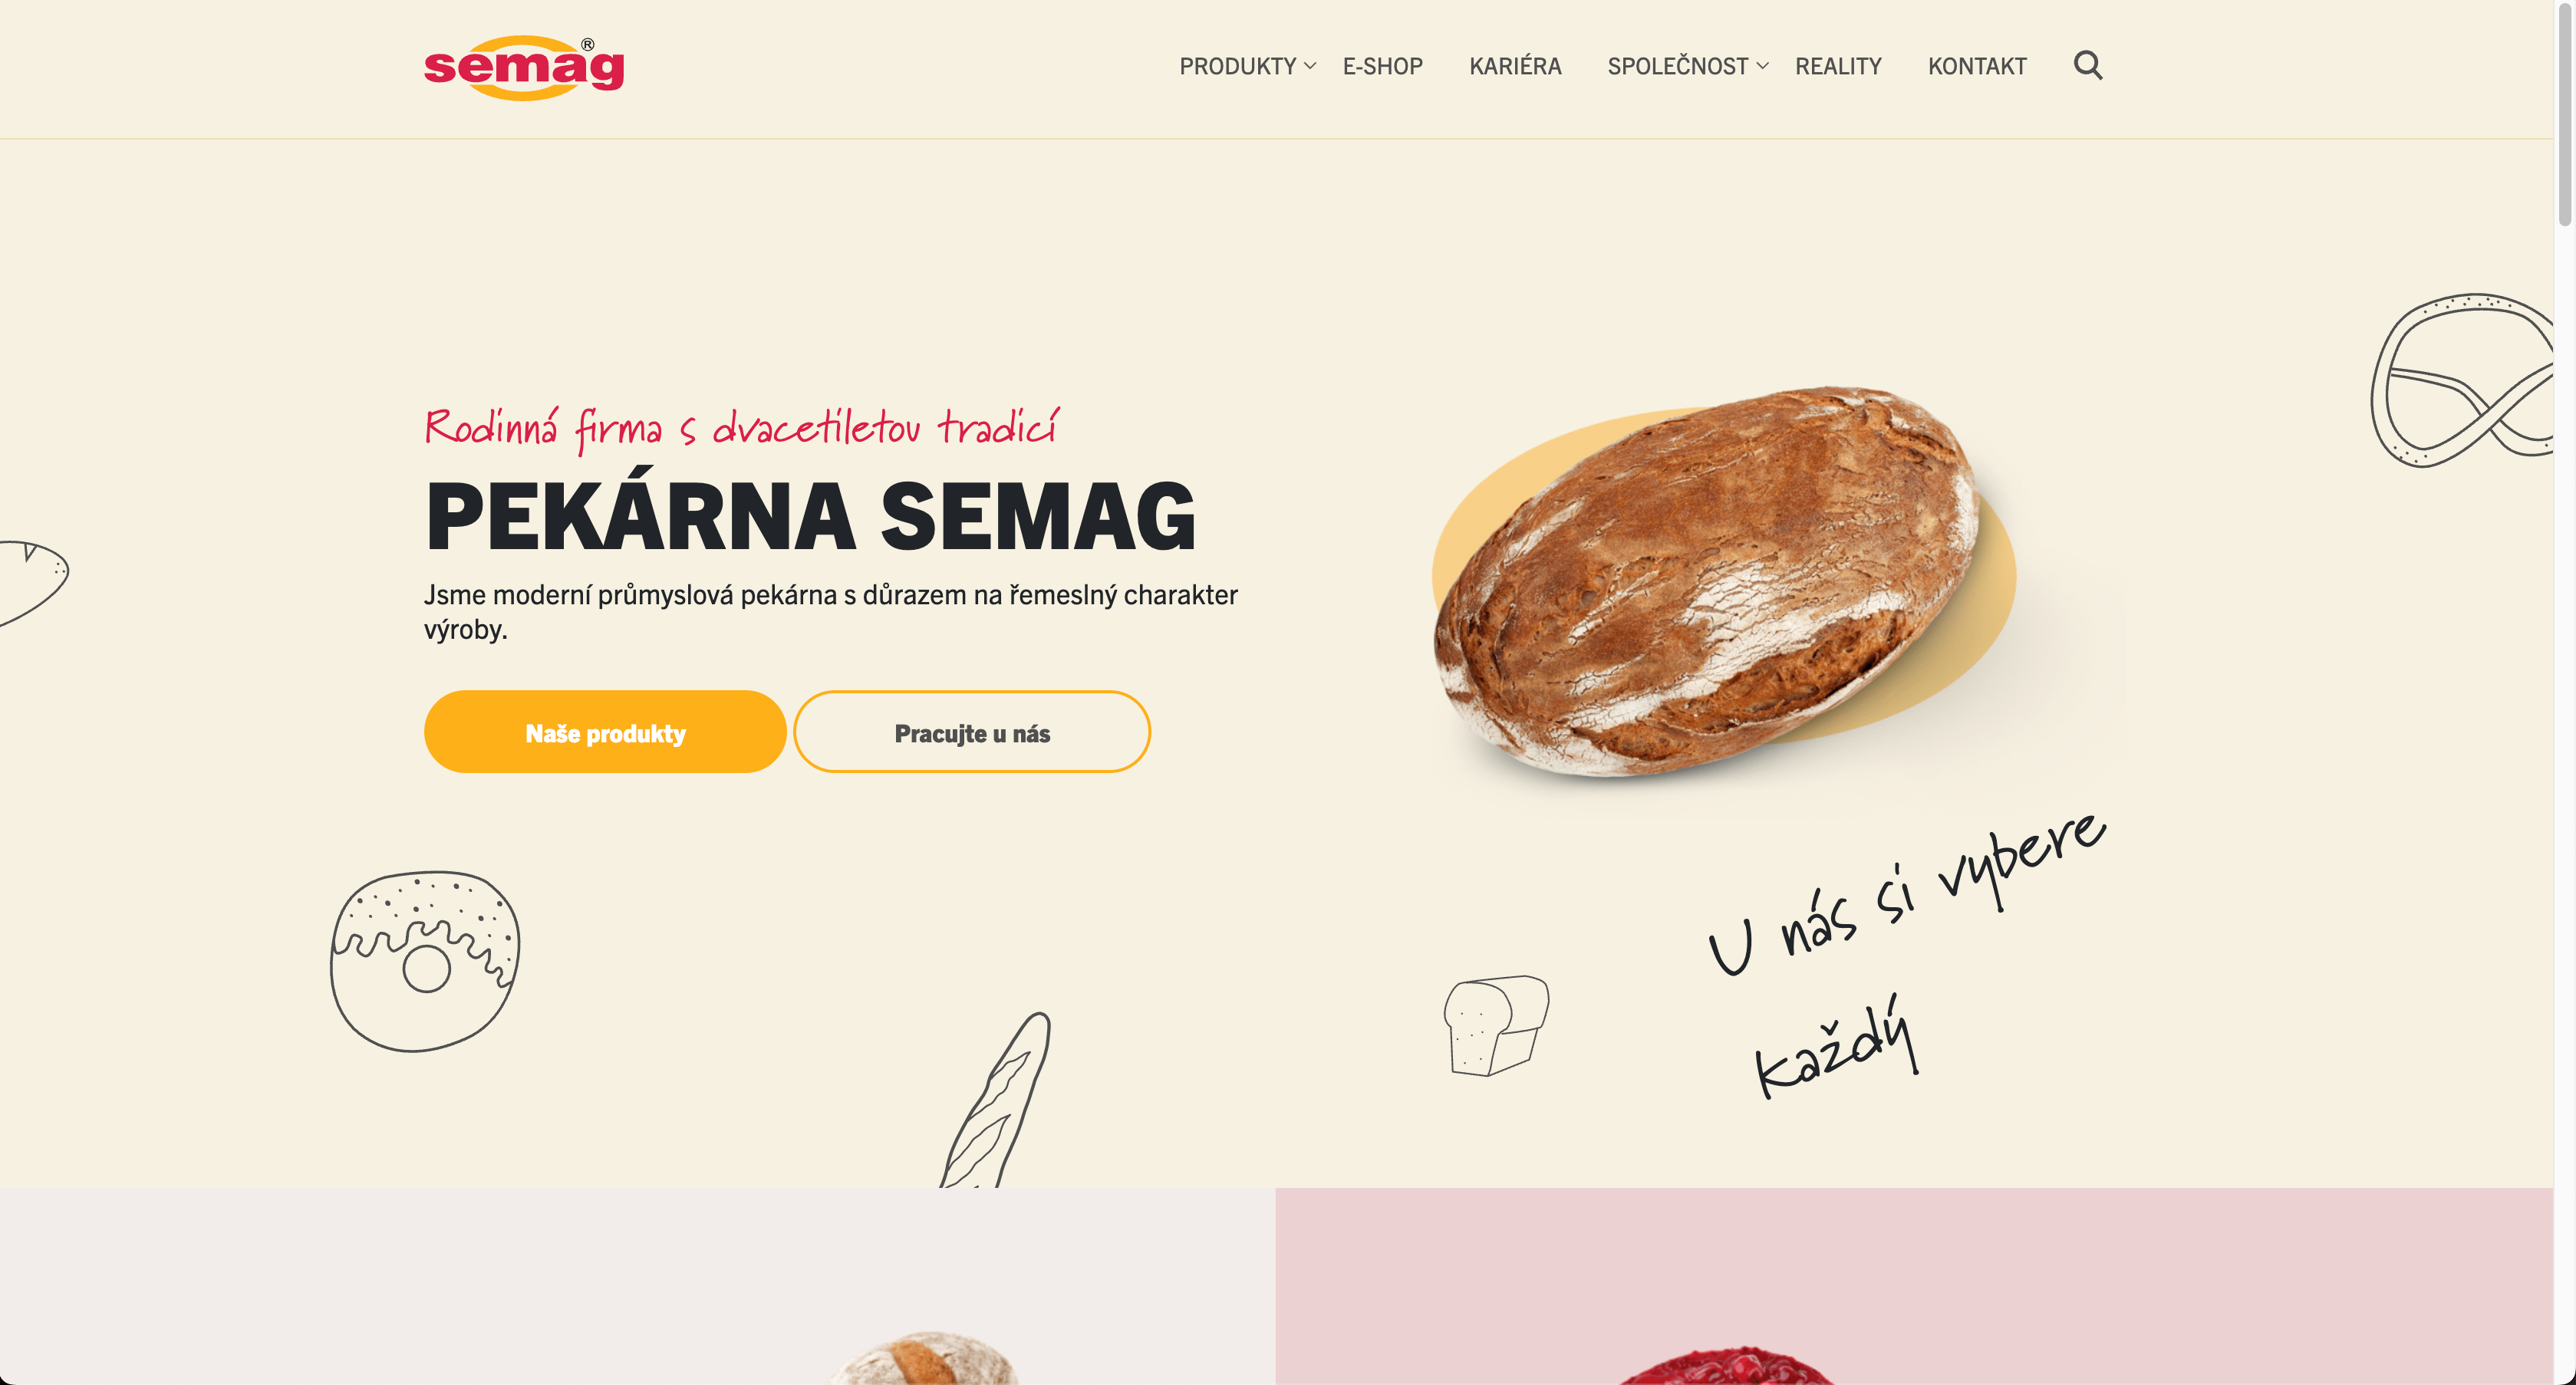 semag®
PRODUKTY E-SHOP KARIÉRA SPOLEČNOST REALITY KONTAKT
Rodinná firma s dvacetiletou tradicí
PEKÁRNA SEMAG
Jsme moderní průmyslová pekárna s důrazem na řemeslný charakter
výroby.
Naše produkty Pracujte u nás
U nás si vybere
každý